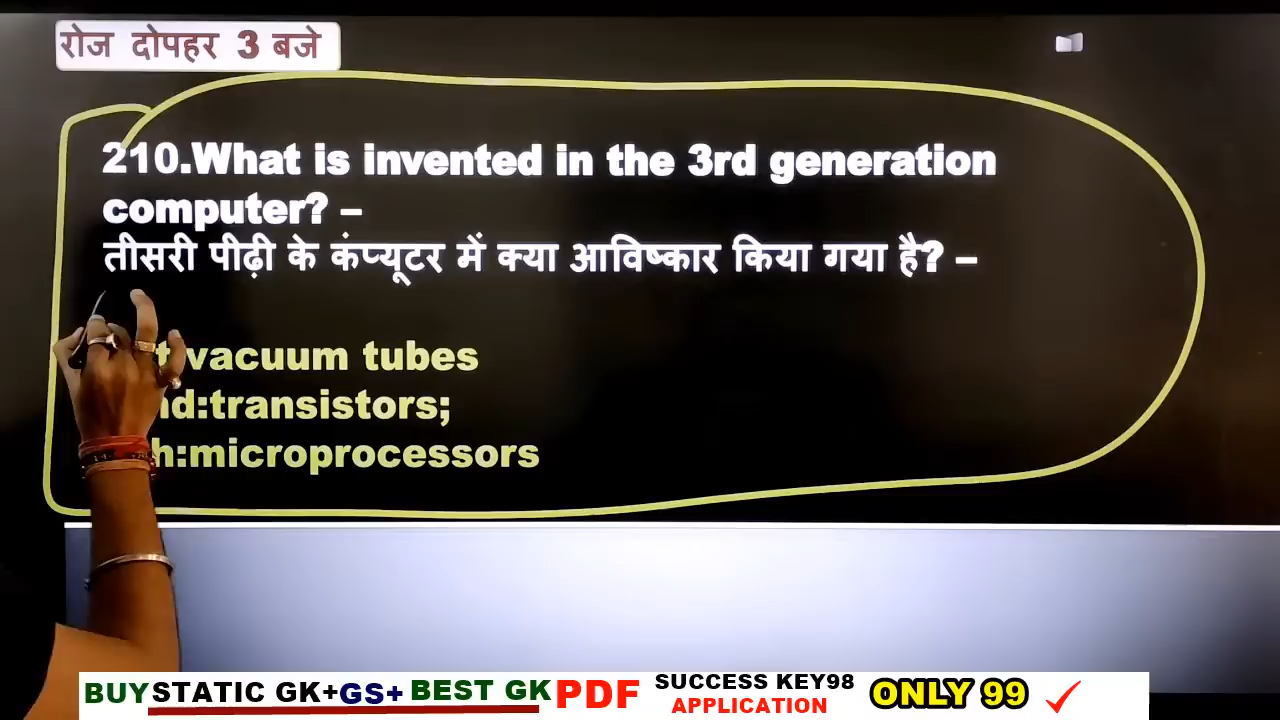 रोज दोपहर 3 बजे
210.What is invented in the 3rd generation
computer? –
तीसरी पीढ़ी के कंप्यूटर में क्या आविष्कार किया गया है? –
vacuum tubes
nd:transistors;
h:microprocessors
BUY STATIC GK+GS+ BEST GK PDF SUCCESS KEY98 APPLICATION ONLY 99